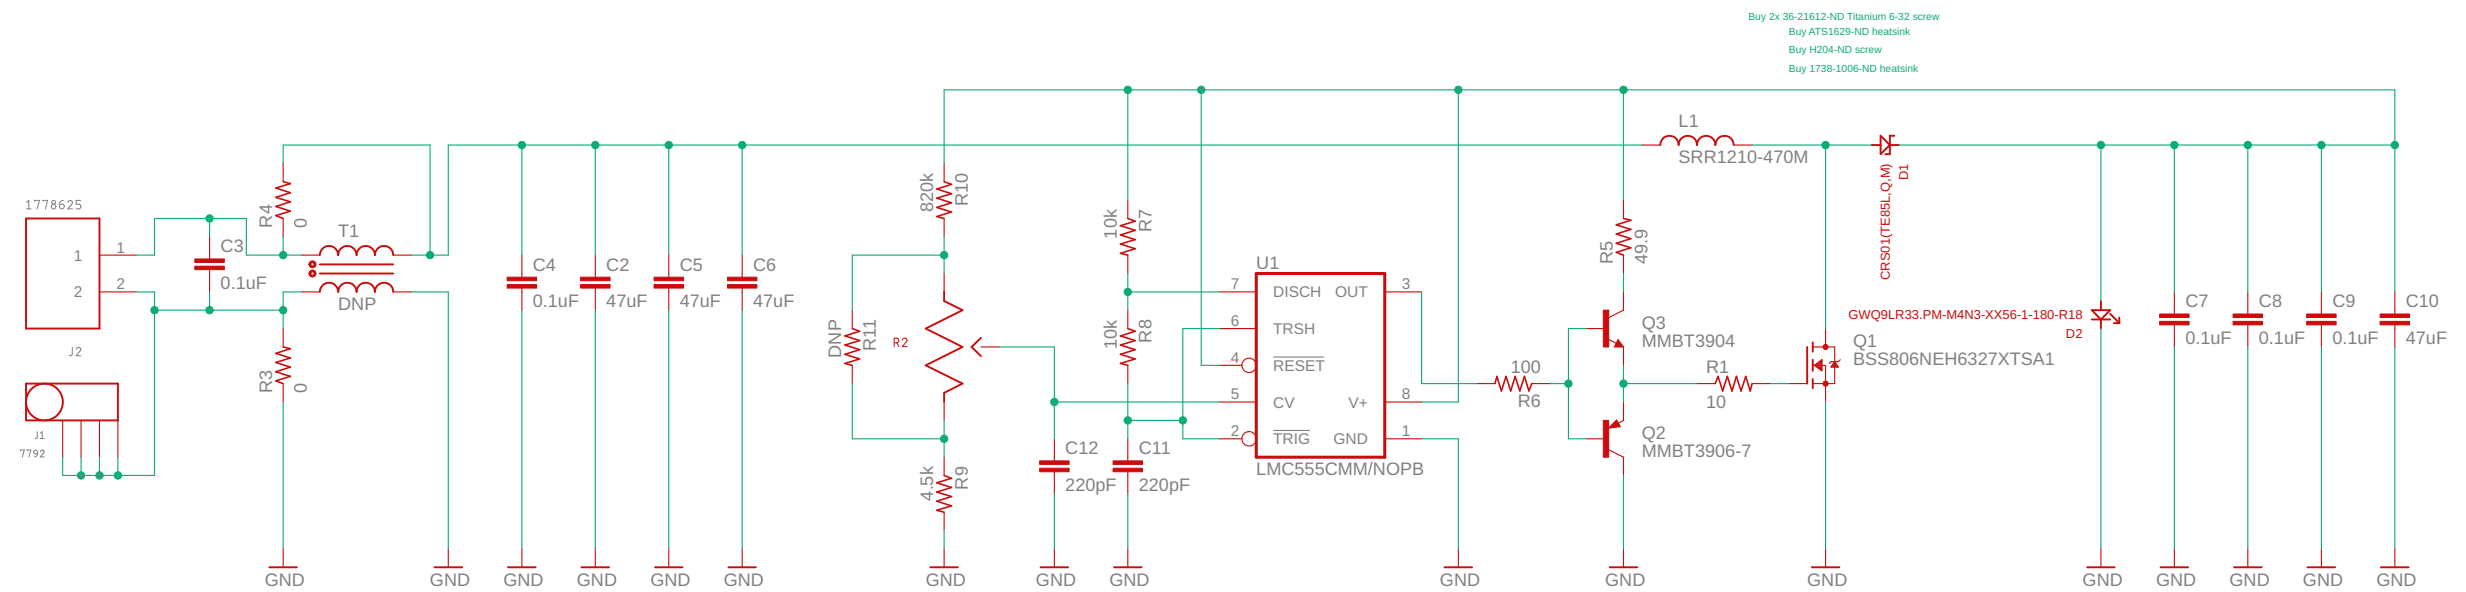 Buy 2x 36-21612-ND Titanium 6-32 screw
Buy ATS1629-ND heatsink
Buy H204-ND screw
Buy 1738-1006-ND heatsink
1778625
1
2
1
2
J2
J1
7792
C3
0.1uF
R4
0
R3
0
T1
DNP
GND
GND
C4
0.1uF
GND
C2
47uF
GND
C5
47uF
GND
C6
47uF
GND
820k
R10
DNP
R11
R2
4.5k
R9
GND
C12
220pF
GND
10k
R7
10k
R8
C11
220pF
GND
U1
7
DISCH
OUT
3
6
TRSH
4
RESET
5
CV
V+
8
2
TRIG
GND
1
LMC555CMM/NOPB
GND
100
R6
R5
49.9
Q3
MMBT3904
Q2
MMBT3906-7
GND
R1
10
L1
SRR1210-470M
Q1
BSS806NEH6327XTSA1
GND
D1
CRS01(TE85L,Q,M)
GWQ9LR33.PM-M4N3-XX56-1-180-R18
D2
GND
C7
0.1uF
GND
C8
0.1uF
GND
C9
0.1uF
GND
C10
47uF
GND